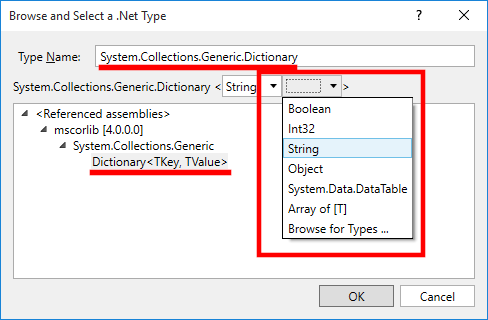 Browse and Select a .Net Type
Type Name: System.Collections.Generic.Dictionary
System.Collections.Generic.Dictionary < String >
Boolean
Int32
String
Object
System.Data.DataTable
Array of [T]
Browse for Types ...
<Referenced assemblies>
mscorlib [4.0.0.0]
System.Collections.Generic
Dictionary<TKey, TValue>
OK Cancel